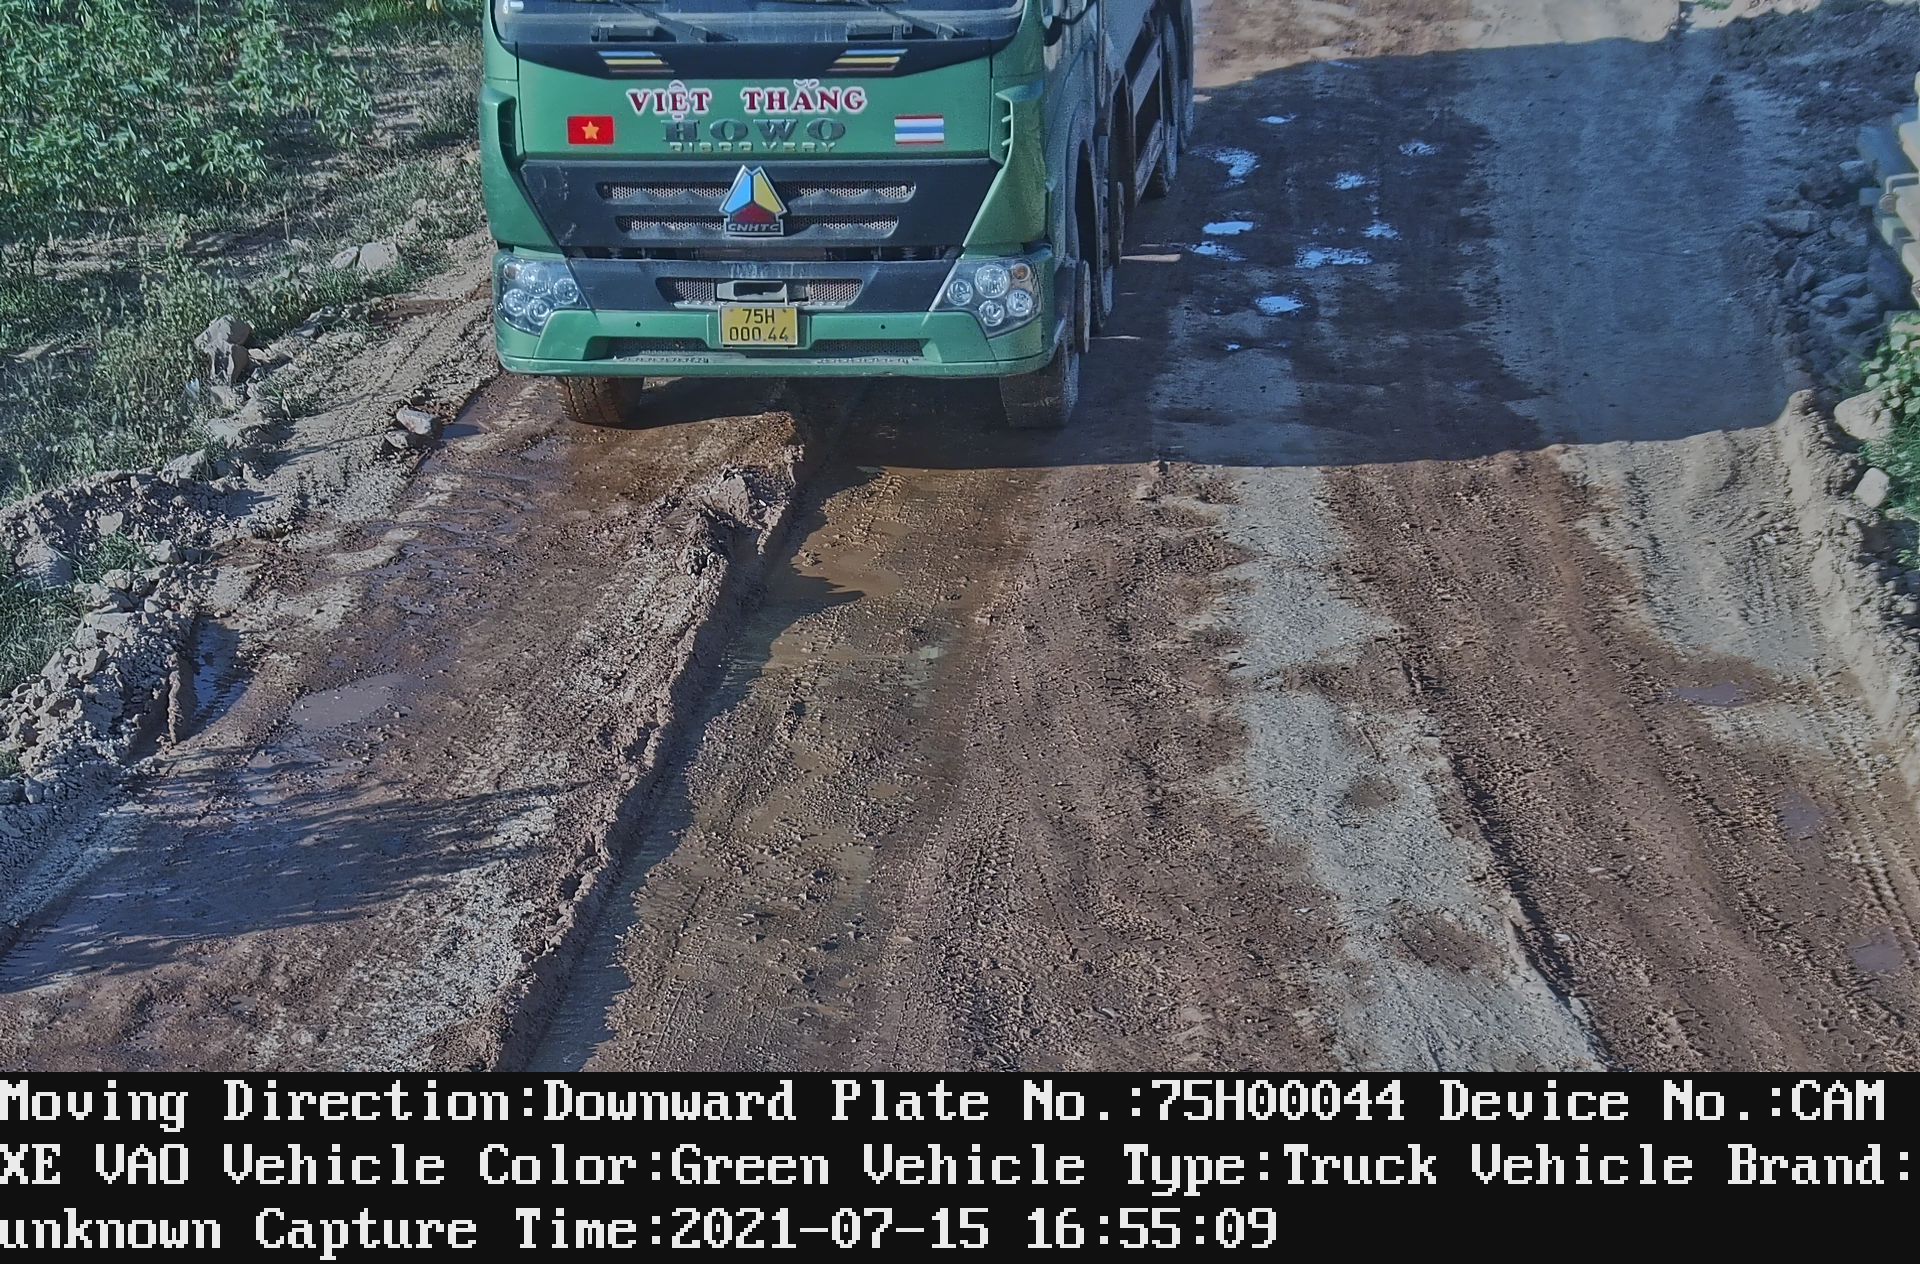 VIỆT THẮNG
HOWO
CNHTC
75H
000.44
Moving Direction:Downward Plate No.:75H00044 Device No.:CAM
XE VAO Vehicle Color:Green Vehicle Type:Truck Vehicle Brand:
unknown Capture Time:2021-07-15 16:55:09